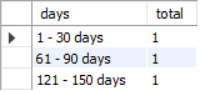 days total
1 - 30 days 1
61 - 90 days 1
121 - 150 days 1